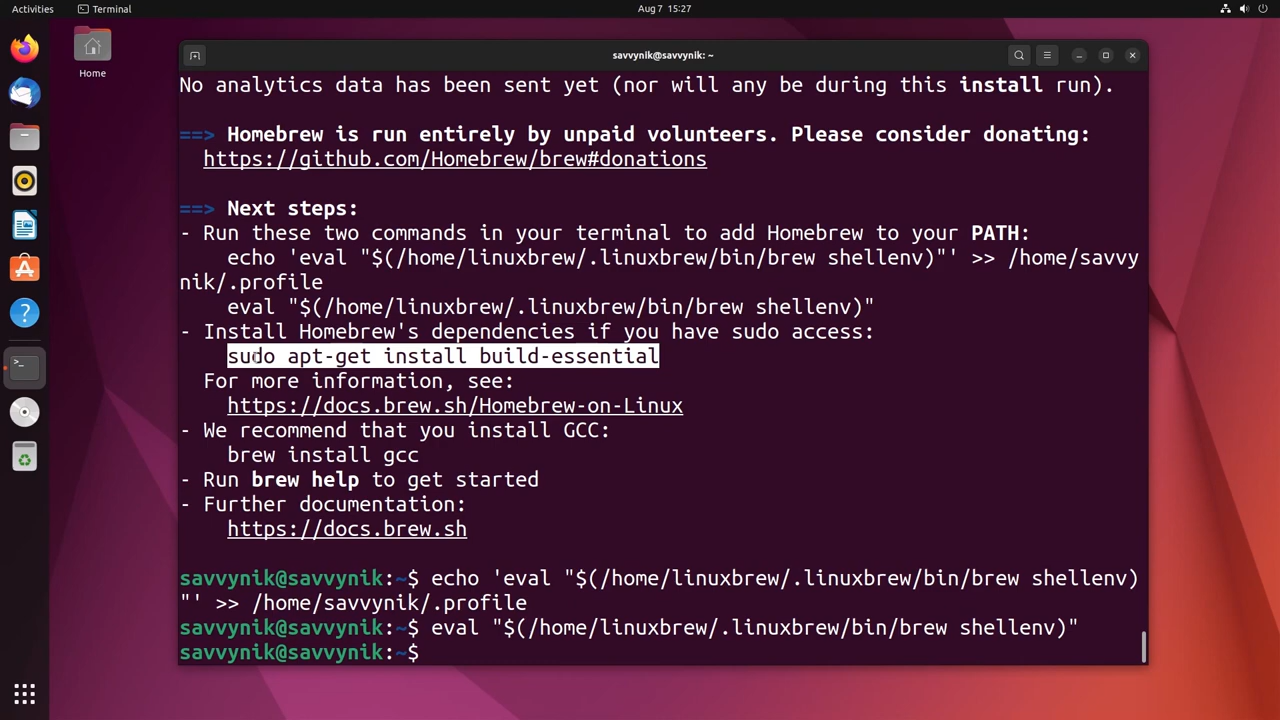 Activities
Terminal
Aug 7 15:27
Home
savvynik@savvynik: ~
No analytics data has been sent yet (nor will any be during this install run).
==> Homebrew is run entirely by unpaid volunteers. Please consider donating:
https://github.com/Homebrew/brew#donations
==> Next steps:
- Run these two commands in your terminal to add Homebrew to your PATH:
echo 'eval "$(/home/linuxbrew/.linuxbrew/bin/brew shellenv)"' >> /home/savvy
nik/.profile
eval "$(/home/linuxbrew/.linuxbrew/bin/brew shellenv)"
- Install Homebrew's dependencies if you have sudo access:
sudo apt-get install build-essential
For more information, see:
https://docs.brew.sh/Homebrew-on-Linux
- We recommend that you install GCC:
brew install gcc
- Run brew help to get started
- Further documentation:
https://docs.brew.sh
savvynik@savvynik:~$ echo 'eval "$(/home/linuxbrew/.linuxbrew/bin/brew shellenv)
"' >> /home/savvynik/.profile
savvynik@savvynik:~$ eval "$(/home/linuxbrew/.linuxbrew/bin/brew shellenv)"
savvynik@savvynik:~$